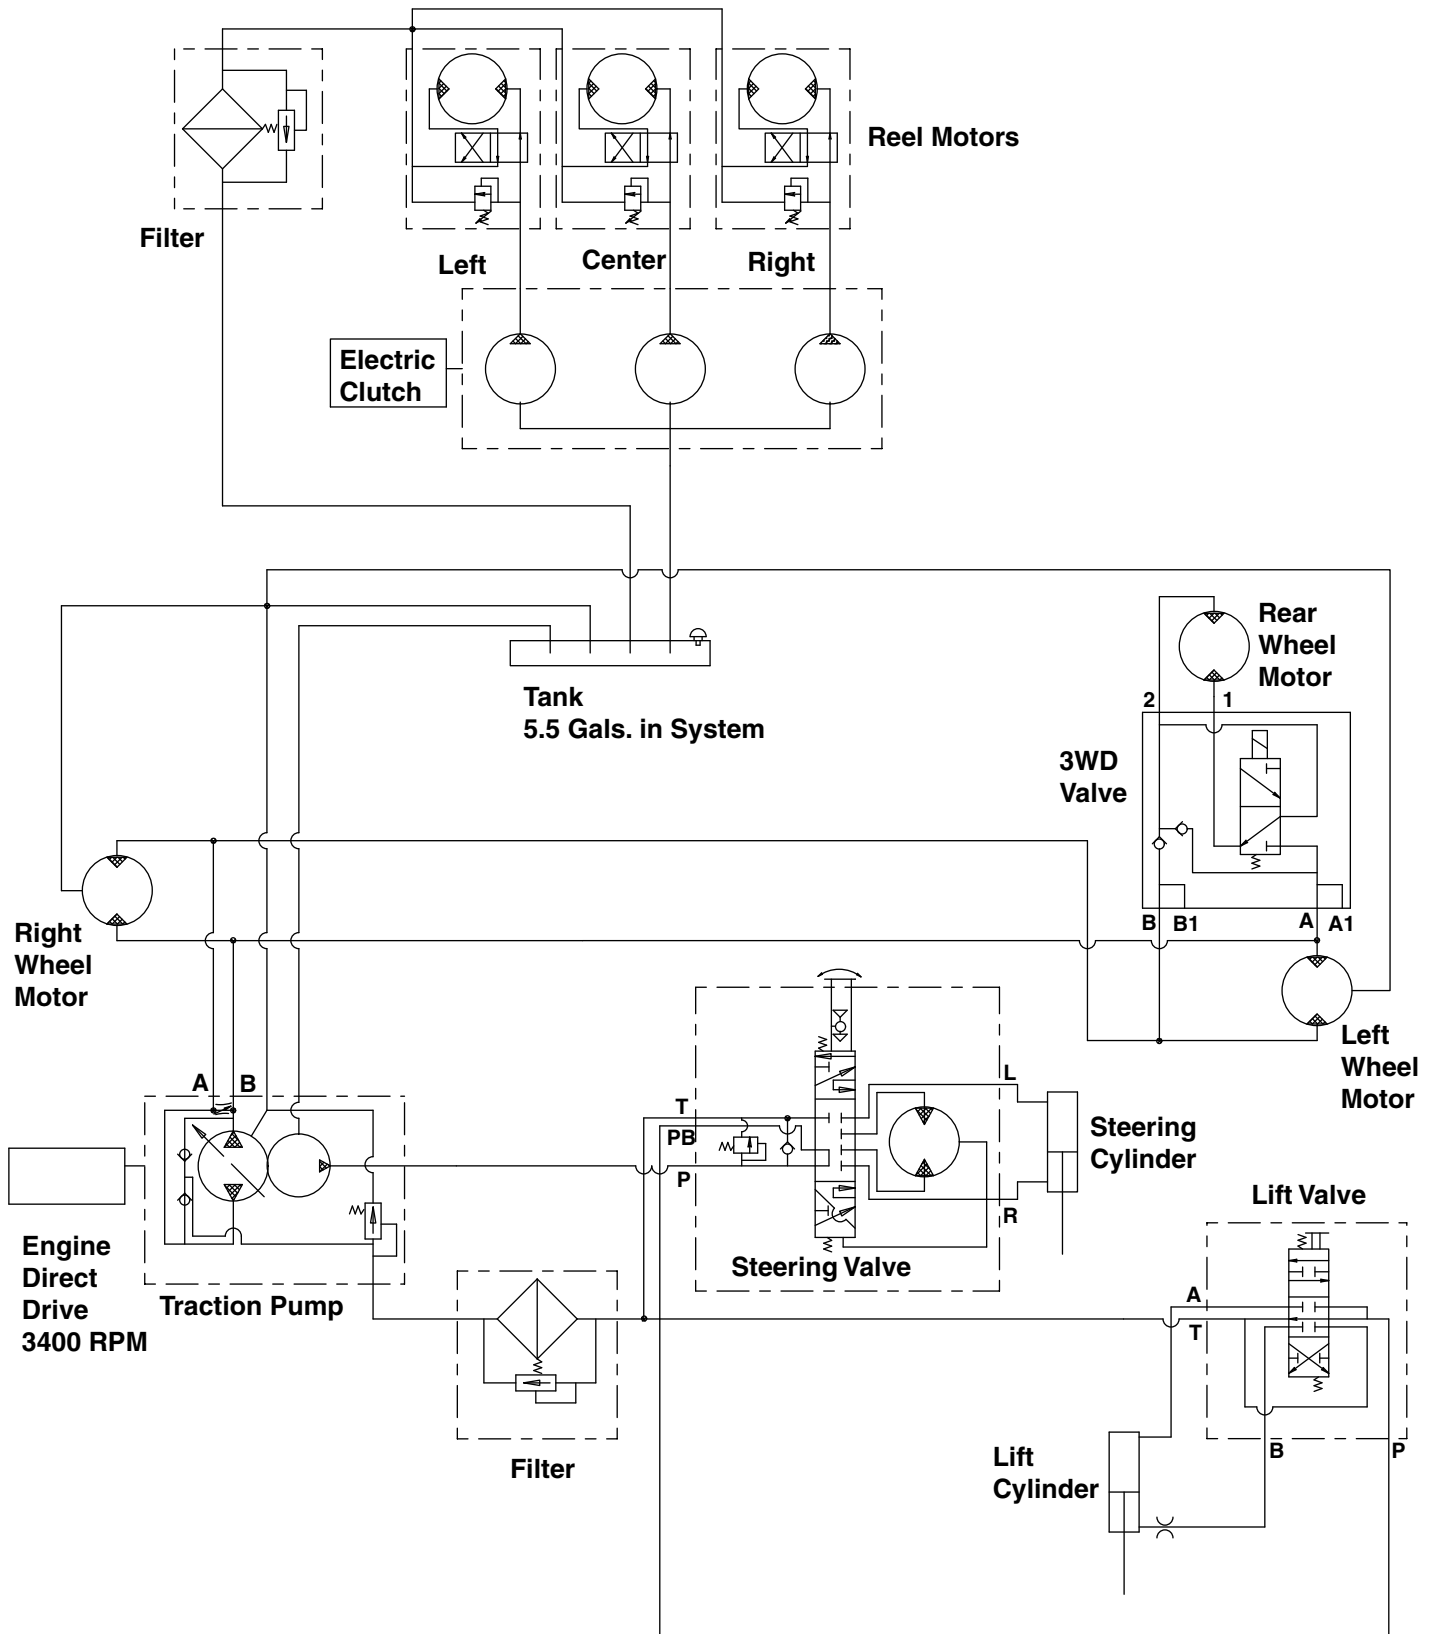 Reel Motors
Filter
Left
Center
Right
Electric
Clutch
Rear
Wheel
Motor
Tank
5.5 Gals. in System
2
1
3WD
Valve
B
B1
A
A1
Right
Wheel
Motor
Left
Wheel
Motor
A
B
L
T
PB
P
R
Steering
Cylinder
Steering Valve
Engine
Direct
Drive
3400 RPM
Traction Pump
Lift Valve
A
T
B
P
Filter
Lift
Cylinder